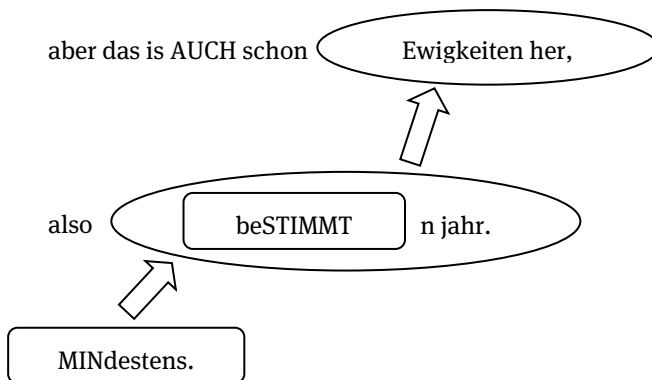 aber das is AUCH schon Ewigkeiten her,
also beSTIMMT n jahr.
MINdestens.